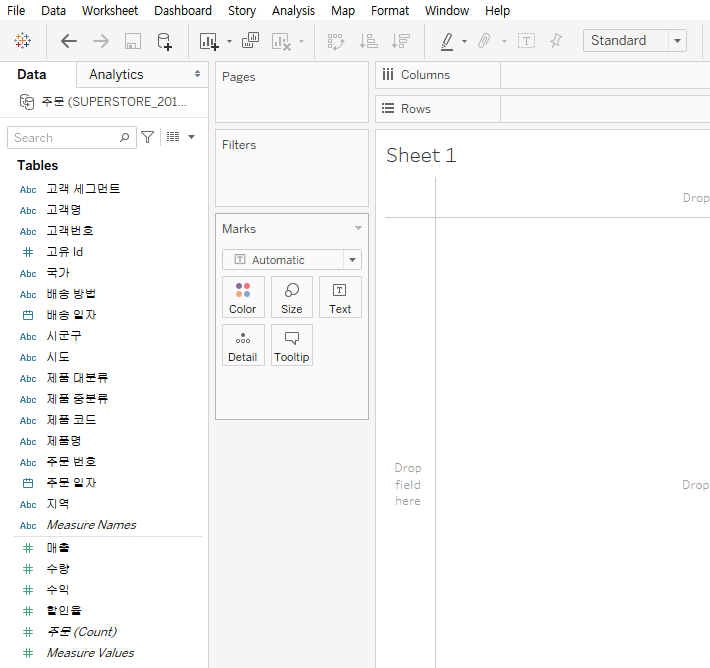 File Data Worksheet Dashboard Story Analysis Map Format Window Help
Standard
Data Analytics
주문 (SUPERSTORE_201...
Search
Tables
Abc 고객 세그먼트
Abc 고객명
Abc 고객번호
# 고유 Id
Abc 국가
Abc 배송 방법
배송 일자
Abc 시군구
Abc 시도
Abc 제품 대분류
Abc 제품 중분류
Abc 제품 코드
Abc 제품명
Abc 주문 번호
주문 일자
Abc 지역
Abc Measure Names
# 매출
# 수량
# 수익
# 할인율
# 주문 (Count)
# Measure Values
Pages
Filters
Marks
T Automatic
Color Size T Text
Detail Tooltip
Columns
Rows
Sheet 1
Drop
Drop
field
here
Drop